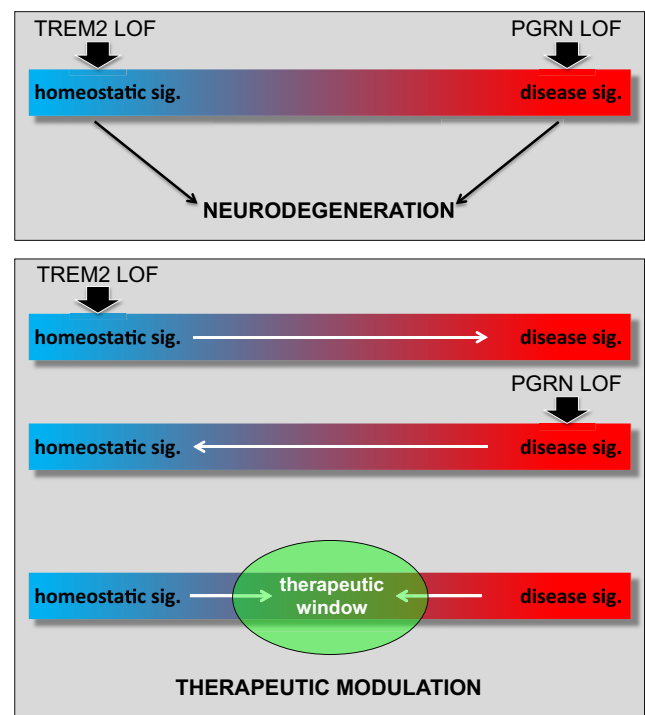 TREM2 LOF PGRN LOF
homeostatic sig. disease sig.
NEURODEGENERATION
TREM2 LOF
homeostatic sig. disease sig.
PGRN LOF
homeostatic sig. disease sig.
therapeutic
homeostatic sig. disease sig.
window
THERAPEUTIC MODULATION